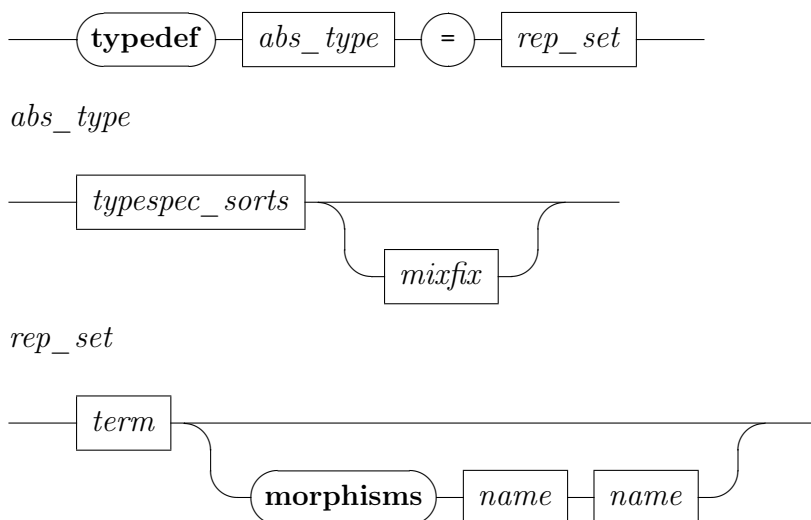 typedef abs_type = rep_set
abs_type
typespec_sorts
mixfix
rep_set
term
morphisms name name